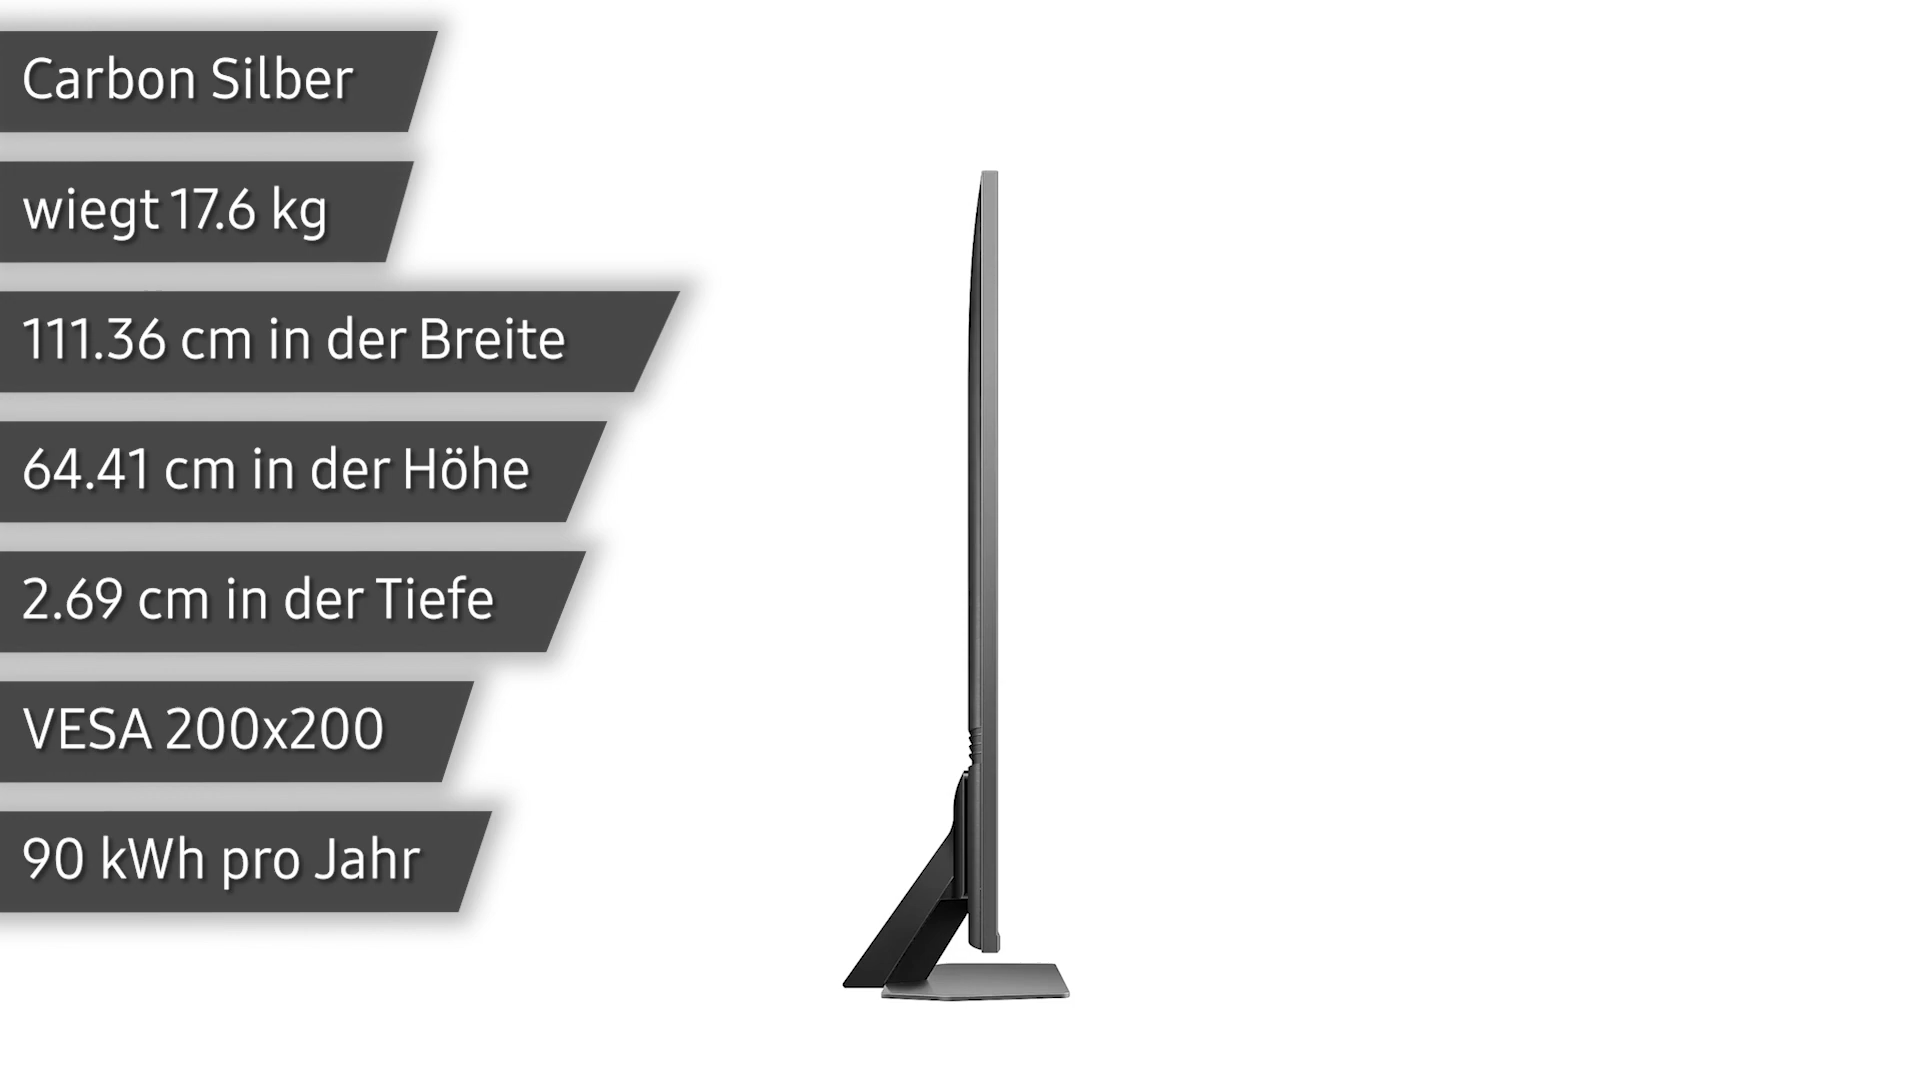 Carbon Silber
wiegt 17.6 kg
111.36 cm in der Breite
64.41 cm in der Höhe
2.69 cm in der Tiefe
VESA 200x200
90 kWh pro Jahr